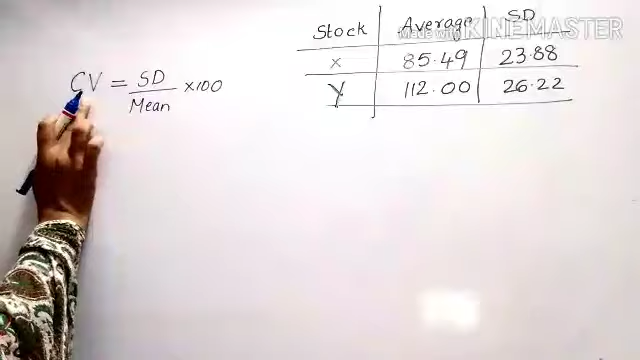 Stock Average SD
Made with KINEMASTER
x 85.49 23.88
y 112.00 26.22
CV = SD / Mean ×100